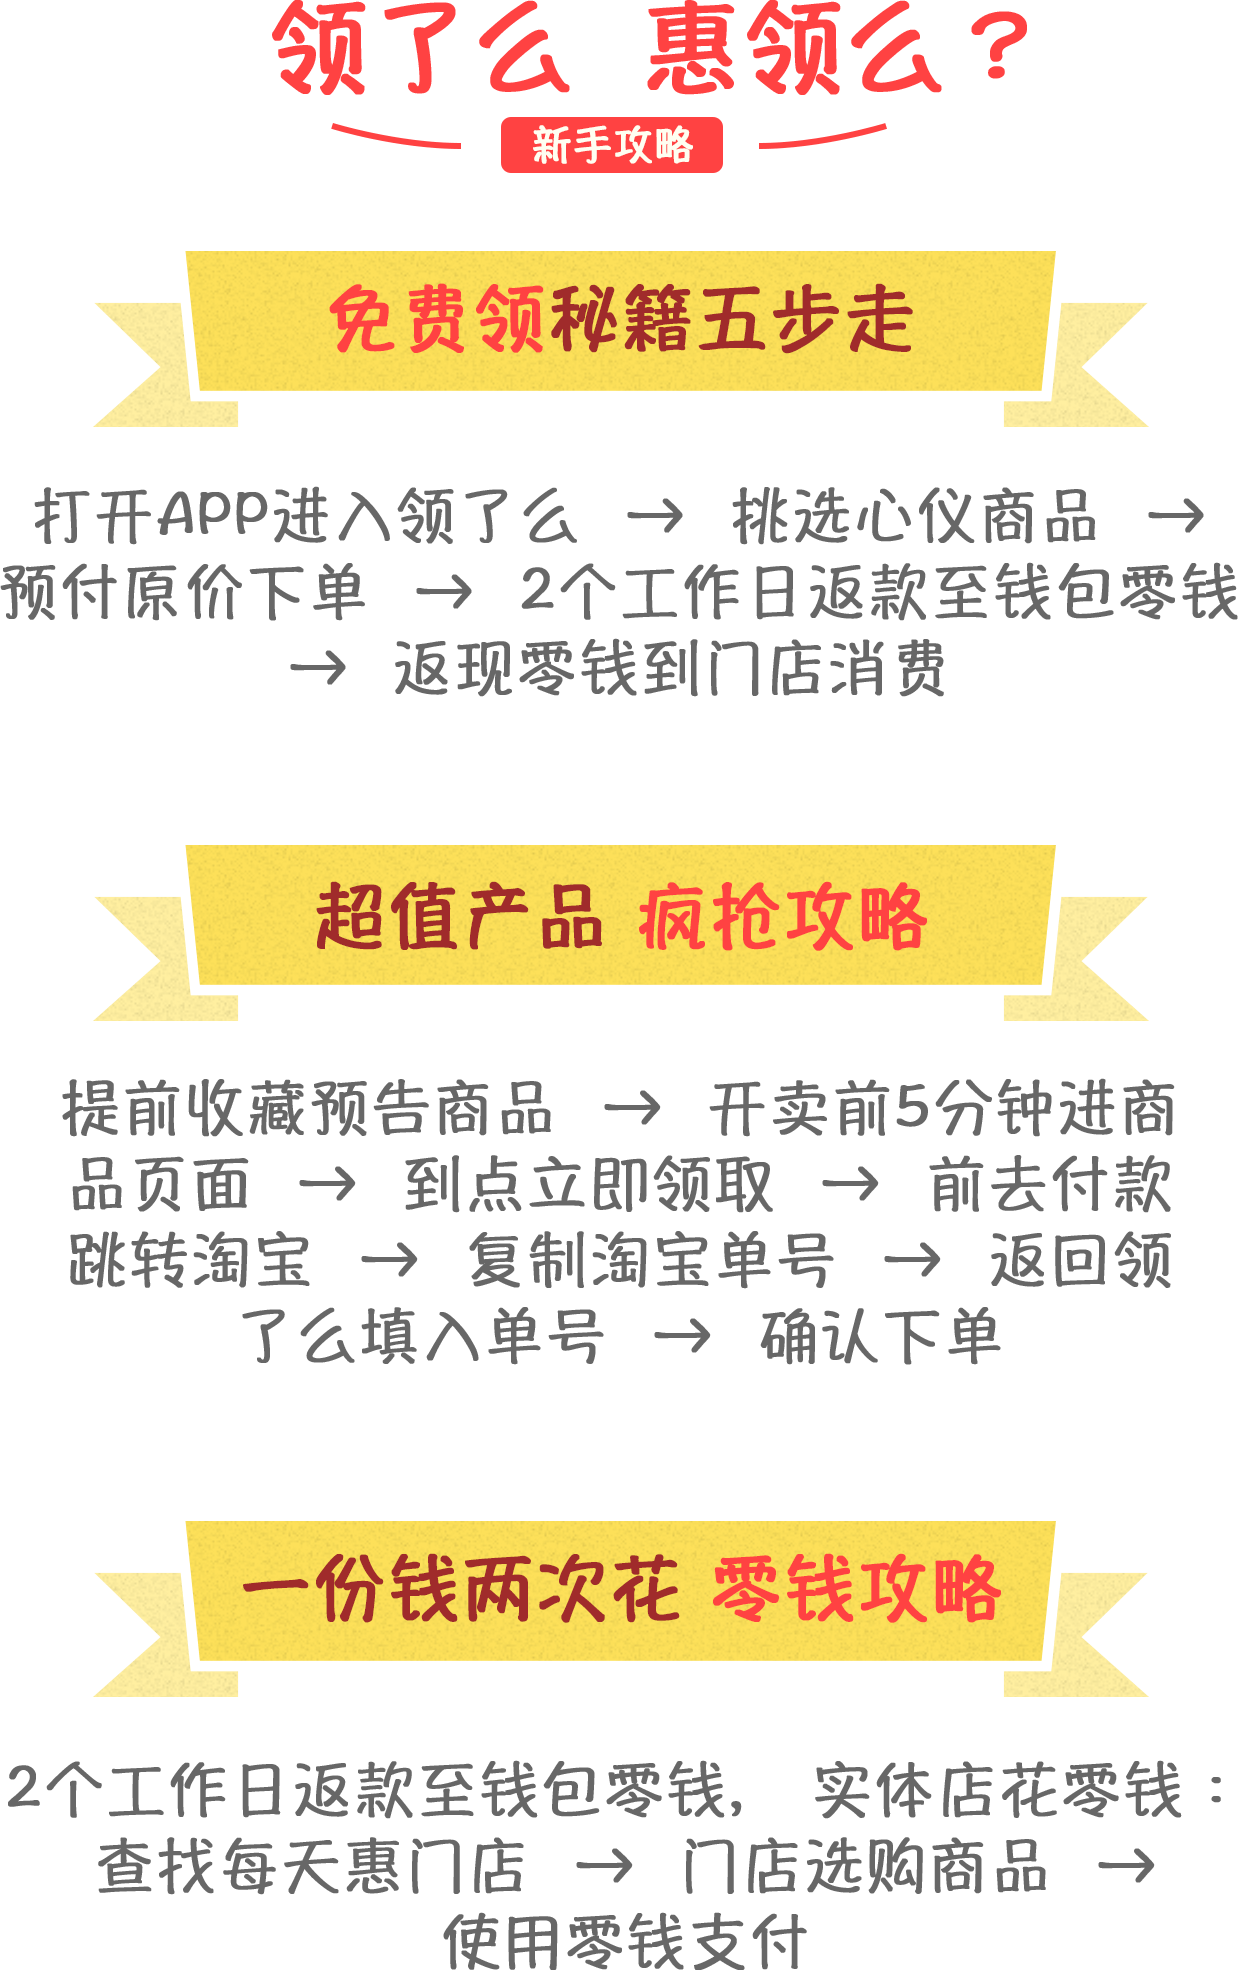 领了么 惠领么？
新手攻略
免费领秘籍五步走
打开APP进入领了么 → 挑选心仪商品 →
预付原价下单 → 2个工作日返款至钱包零钱
→ 返现零钱到门店消费
超值产品 疯抢攻略
提前收藏预告商品 → 开卖前5分钟进商
品页面 → 到点立即领取 → 前去付款
跳转淘宝 → 复制淘宝单号 → 返回领
了么填入单号 → 确认下单
一份钱两次花 零钱攻略
2个工作日返款至钱包零钱， 实体店花零钱：
查找每天惠门店 → 门店选购商品 →
使用零钱支付